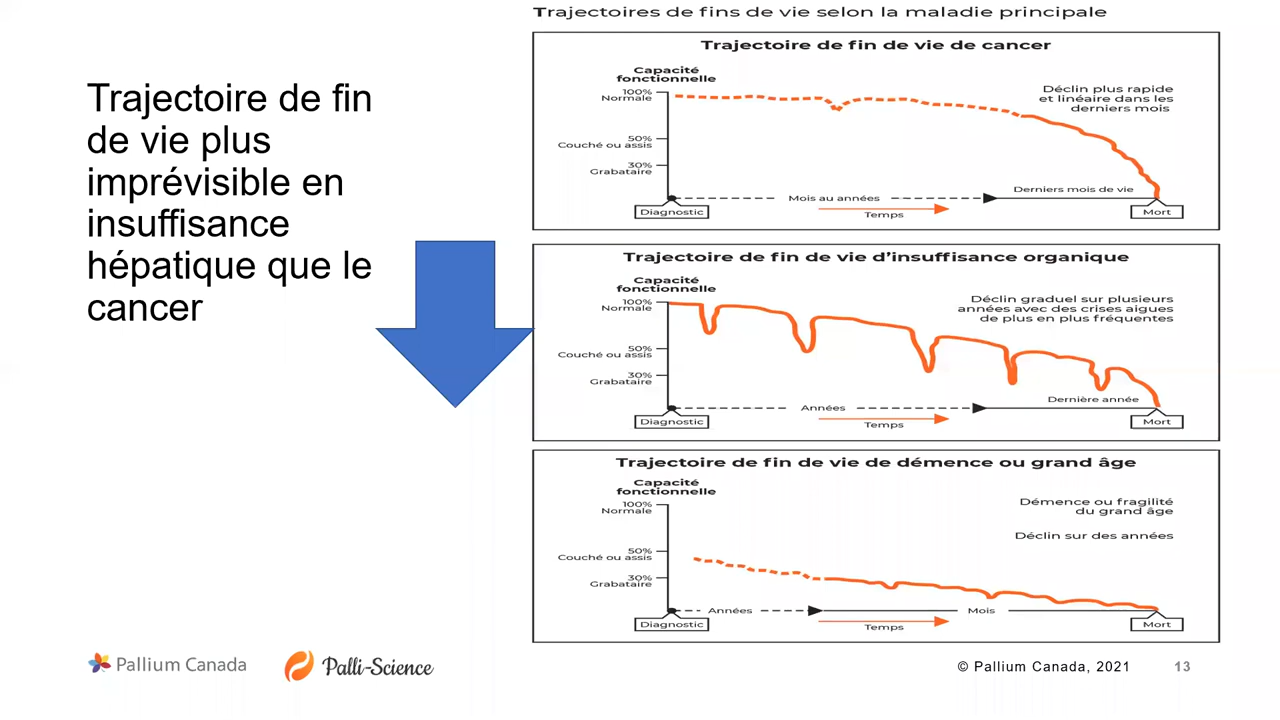 Trajectoire de fin
de vie plus
imprévisible en
insuffisance
hépatique que le
cancer
Trajectoires de fins de vie selon la maladie principale
Trajectoire de fin de vie de cancer
Capacité
fonctionnelle
100%
Normale
50%
Couché ou assis
30%
Grabataire
Déclin plus rapide
et linéaire dans les
derniers mois
Mois au années
Derniers mois de vie
Diagnostic
Temps
Mort
Trajectoire de fin de vie d'insuffisance organique
Capacité
fonctionnelle
100%
Normale
50%
Couché ou assis
30%
Grabataire
Déclin graduel sur plusieurs
années avec des crises aigues
de plus en plus fréquentes
Années
Dernière année
Diagnostic
Temps
Mort
Trajectoire de fin de vie de démence ou grand âge
Capacité
fonctionnelle
100%
Normale
50%
Couché ou assis
30%
Grabataire
Démence ou fragilité
du grand âge
Déclin sur des années
Années
Mois
Diagnostic
Temps
Mort
Pallium Canada
Palli-Science
© Pallium Canada, 2021
13